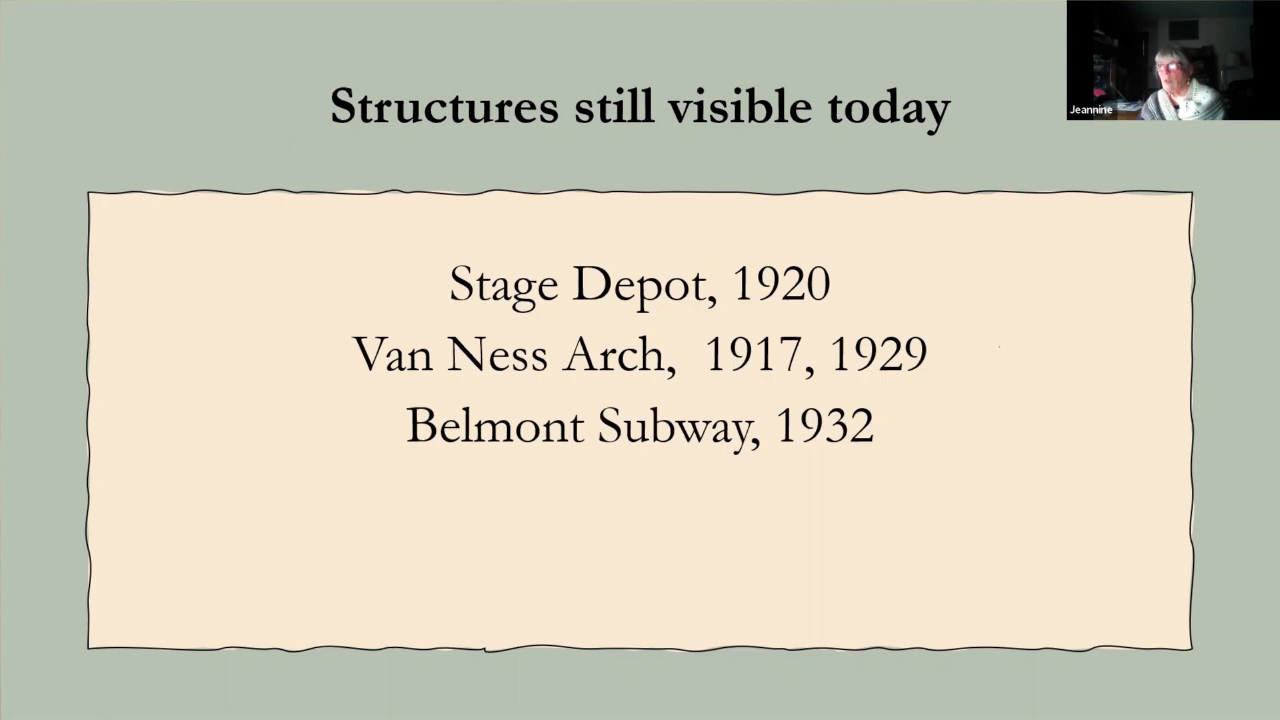 Jeannine
Structures still visible today
Stage Depot, 1920
Van Ness Arch,  1917, 1929
Belmont Subway, 1932